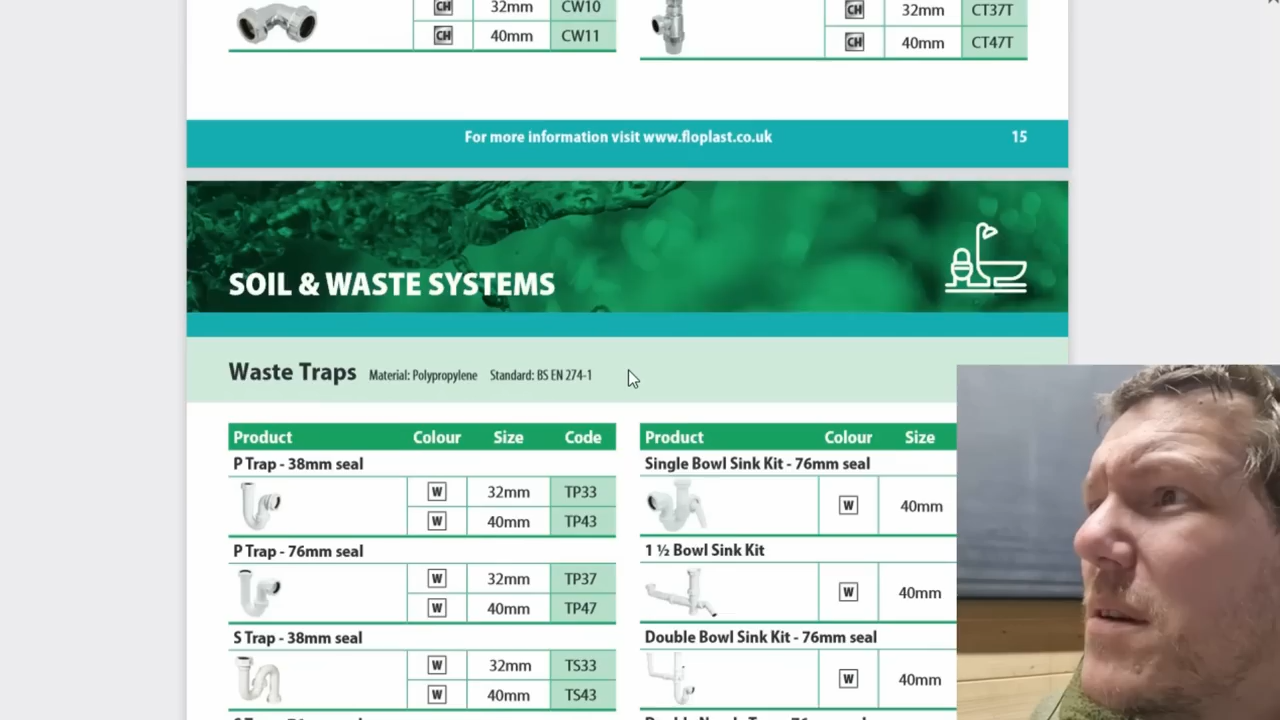 CH 32mm CW10
CH 40mm CW11
CH 32mm CT37T
CH 40mm CT47T
For more information visit www.floplast.co.uk 15
SOIL & WASTE SYSTEMS
Waste Traps Material: Polypropylene Standard: BS EN 274-1
Product Colour Size Code
P Trap - 38mm seal
W 32mm TP33
W 40mm TP43
P Trap - 76mm seal
W 32mm TP37
W 40mm TP47
S Trap - 38mm seal
W 32mm TS33
W 40mm TS43
Product Colour Size
Single Bowl Sink Kit - 76mm seal
W 40mm
1 ½ Bowl Sink Kit
W 40mm
Double Bowl Sink Kit - 76mm seal
W 40mm